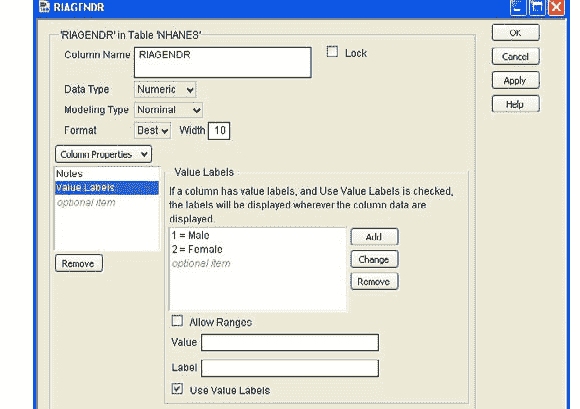 RIAGENDR
'RIAGENDR' in Table 'NHANES'
Column Name RIAGENDR
Lock
Data Type Numeric
Modeling Type Nominal
Format Best Width 10
Column Properties
Notes
Value Labels
optional item
Remove
Value Labels
If a column has value labels, and Use Value Labels is checked,
the labels will be displayed wherever the column data are
displayed.
1 = Male
2 = Female
optional item
Add
Change
Remove
Allow Ranges
Value
Label
Use Value Labels
OK
Cancel
Apply
Help